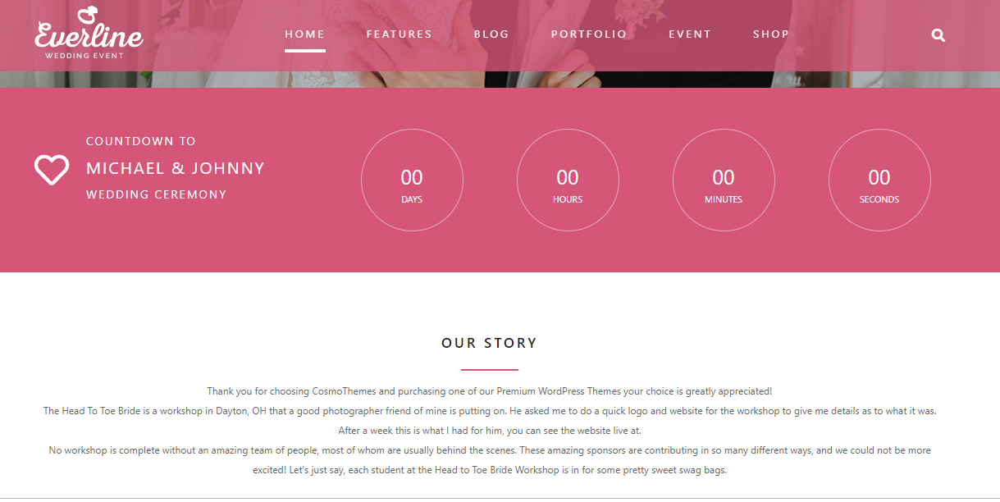 Everline
WEDDING EVENT
HOME FEATURES BLOG PORTFOLIO EVENT SHOP
COUNTDOWN TO
MICHAEL & JOHNNY
WEDDING CEREMONY
00 00 00 00
DAYS HOURS MINUTES SECONDS
OUR STORY
Thank you for choosing CosmoThemes and purchasing one of our Premium WordPress Themes your choice is greatly appreciated!
The Head To Toe Bride is a workshop in Dayton, OH that a good photographer friend of mine is putting on. He asked me to do a quick logo and website for the workshop to give me details as to what it was.
After a week this is what I had for him, you can see the website live at.
No workshop is complete without an amazing team of people, most of whom are usually behind the scenes. These amazing sponsors are contributing in so many different ways, and we could not be more
excited! Let’s just say, each student at the Head to Toe Bride Workshop is in for some pretty sweet swag bags.